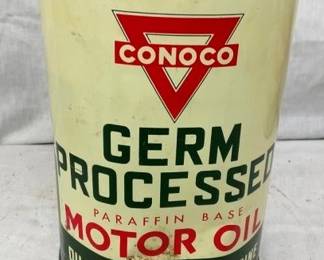 CONOCO
GERM
PROCESSED
PARAFFIN BASE
MOTOR OIL